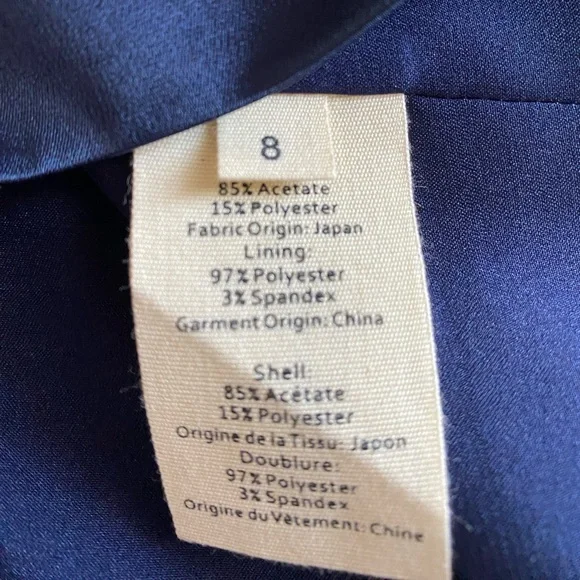 8
85% Acetate
15% Polyester
Fabric Origin: Japan
Lining:
97% Polyester
3% Spandex
Garment Origin: China
Shell:
85% Acétate
15% Polyester
Origine de la Tissu: Japon
Doublure:
97% Polyester
3% Spandex
Origine du Vêtement: Chine